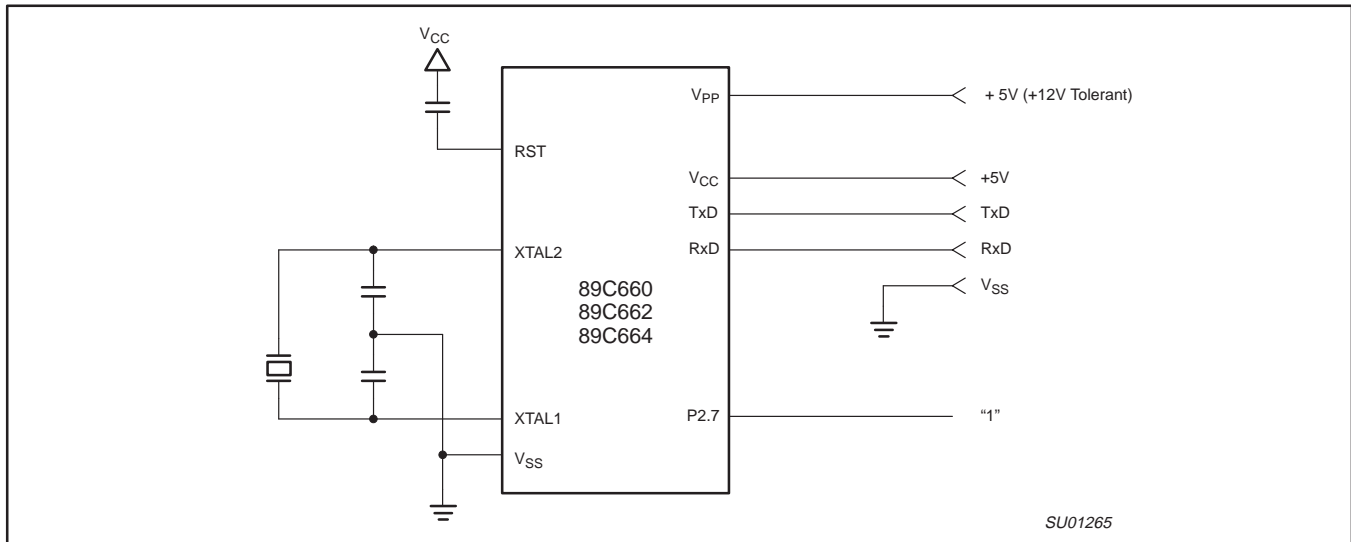 VCC
VPP
+ 5V (+12V Tolerant)
RST
VCC
+5V
TxD
TxD
XTAL2
RxD
RxD
VSS
89C660
89C662
89C664
XTAL1
P2.7
“1”
VSS
SU01265